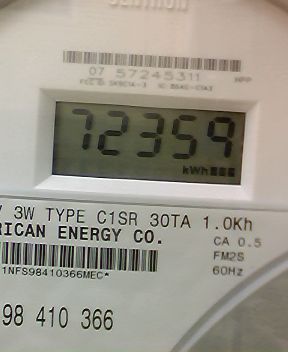 07 57245311
72359
kWh
V 3W TYPE C1SR 30TA 1.0Kh
RICAN ENERGY CO.
CA 0.5
FM2S
60Hz
1NFS98410366MEC*
98 410 366